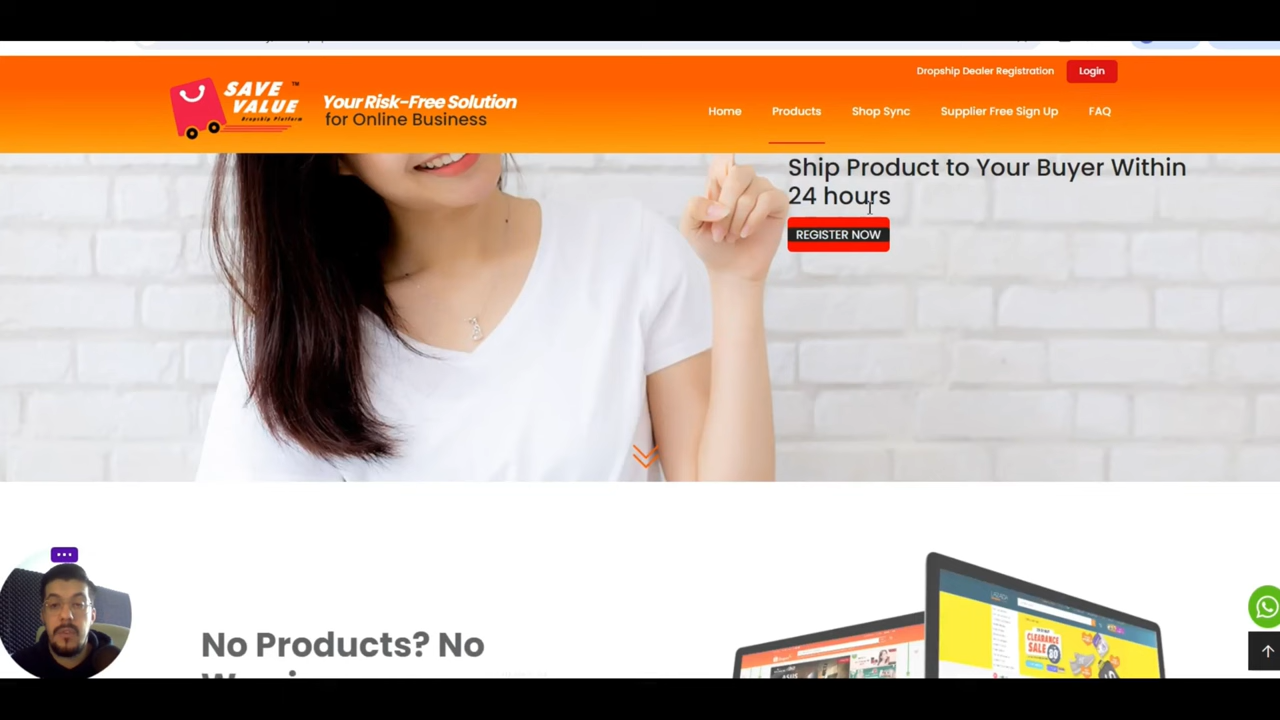 Dropship Dealer Registration
Login
SAVE ™
VALUE
Dropship Platform
Your Risk-Free Solution
for Online Business
Home
Products
Shop Sync
Supplier Free Sign Up
FAQ
Ship Product to Your Buyer Within
24 hours
REGISTER NOW
No Products? No
CLEARANCE
SALE